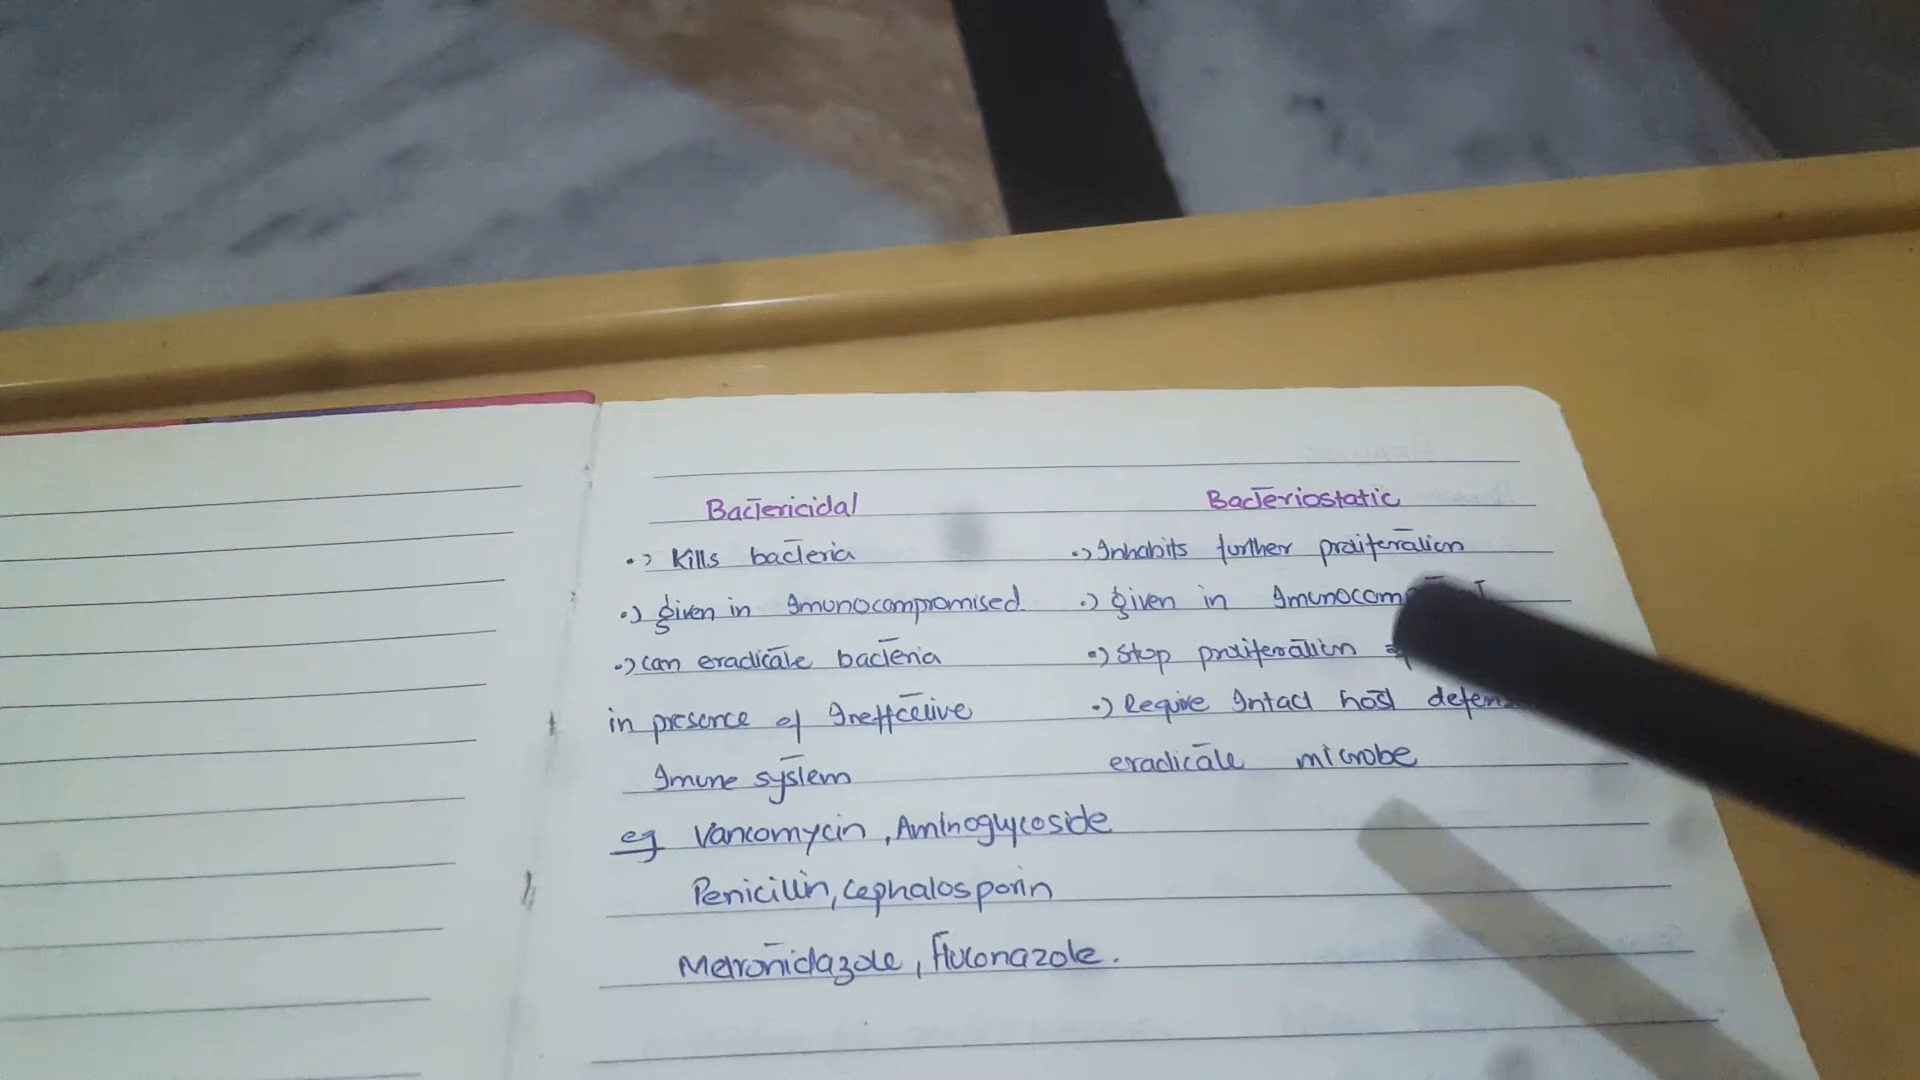 Bactericidal Bacteriostatic
Kills bacteria Inhabits further proliferation
given in Imunocompromised given in
can eradicate bacteria Stop proliferation
in presence of Ineffective Require Intact host
Imune system eradicate microbe
eg Vancomycin, Aminoglycoside
Penicillin, cephalosporin
Metronidazole, Fluconazole.